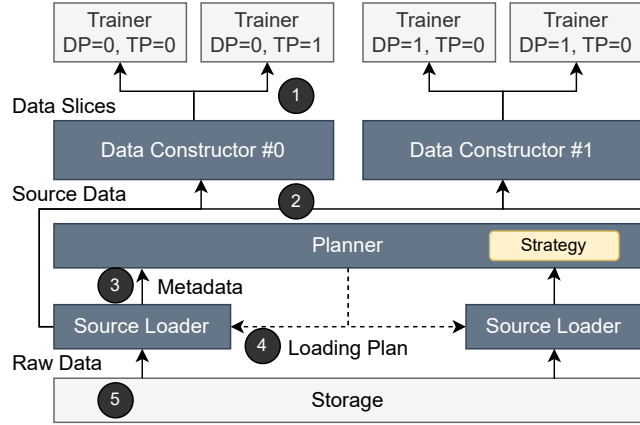 Trainer
DP=0, TP=0
Trainer
DP=0, TP=1
Trainer
DP=1, TP=0
Trainer
DP=1, TP=0
1
Data Slices
Data Constructor #0
Data Constructor #1
Source Data
2
Planner
Strategy
3
Metadata
Source Loader
Source Loader
4
Loading Plan
Raw Data
5
Storage